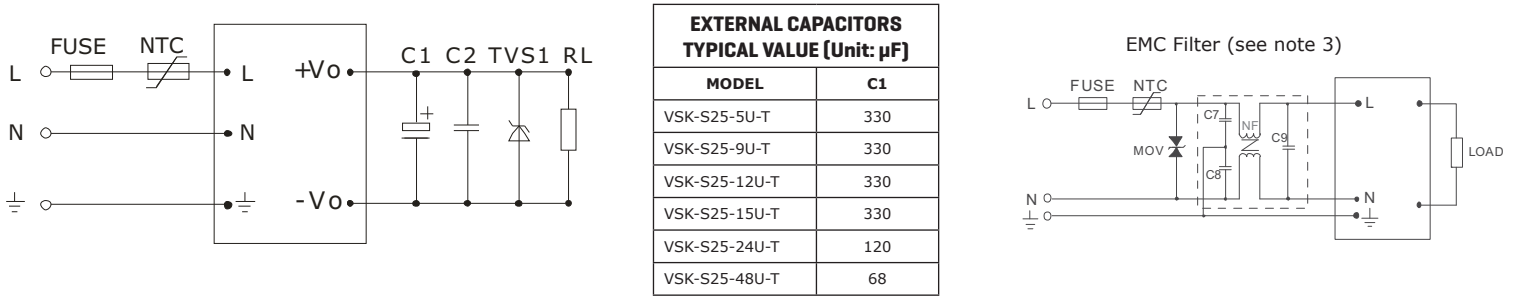 FUSE NTC
L
L
+Vo
C1 C2 TVS1 RL
+
N
N
-Vo
EXTERNAL CAPACITORS
TYPICAL VALUE (Unit: µF)
MODEL C1
VSK-S25-5U-T 330
VSK-S25-9U-T 330
VSK-S25-12U-T 330
VSK-S25-15U-T 330
VSK-S25-24U-T 120
VSK-S25-48U-T 68
EMC Filter (see note 3)
FUSE NTC
L
L
C7
NF
C9
MOV
C8
LOAD
N
N